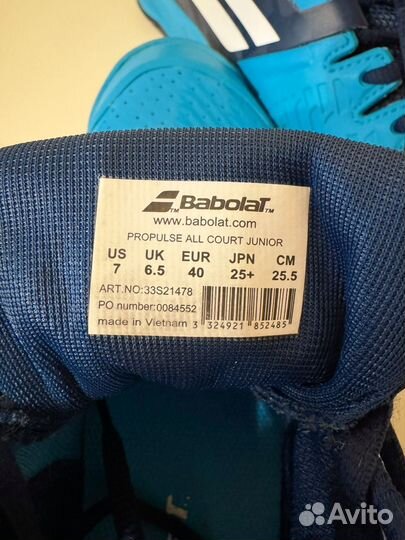 Babolat
www.babolat.com
PROPULSE ALL COURT JUNIOR
US UK EUR JPN CM
7 6.5 40 25+ 25.5
ART.NO:33S21478
PO number:0084552
made in Vietnam 3 324921 852485
Avito